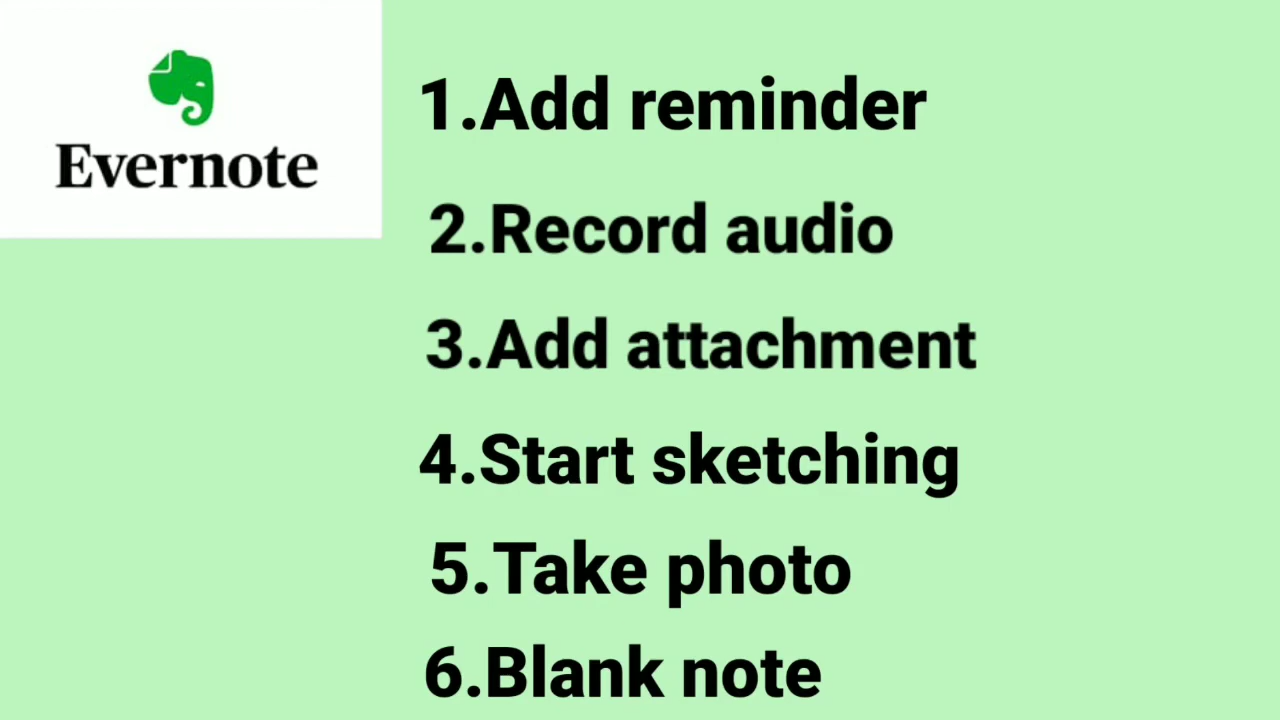 Evernote
1.Add reminder
2.Record audio
3.Add attachment
4.Start sketching
5.Take photo
6.Blank note